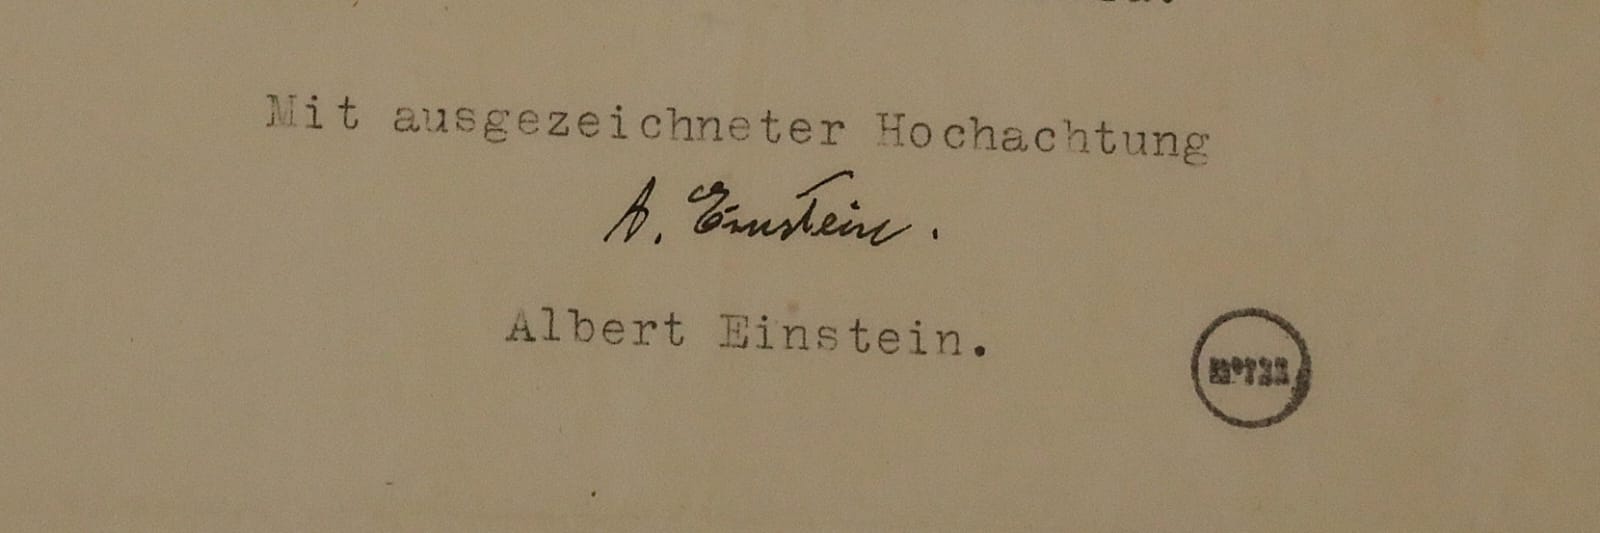 Mit ausgezeichneter Hochachtung
A. Einstein.
Albert Einstein.